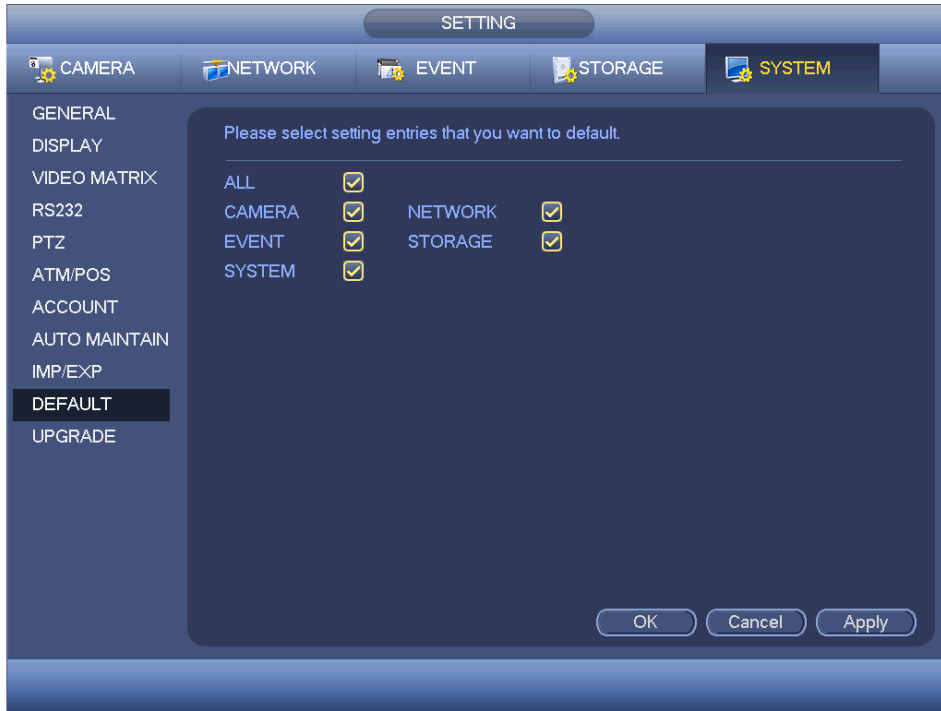 SETTING
CAMERA NETWORK EVENT STORAGE SYSTEM
GENERAL
DISPLAY
VIDEO MATRIX
RS232
PTZ
ATM/POS
ACCOUNT
AUTO MAINTAIN
IMP/EXP
DEFAULT
UPGRADE
Please select setting entries that you want to default.
ALL
CAMERA NETWORK
EVENT STORAGE
SYSTEM
OK Cancel Apply